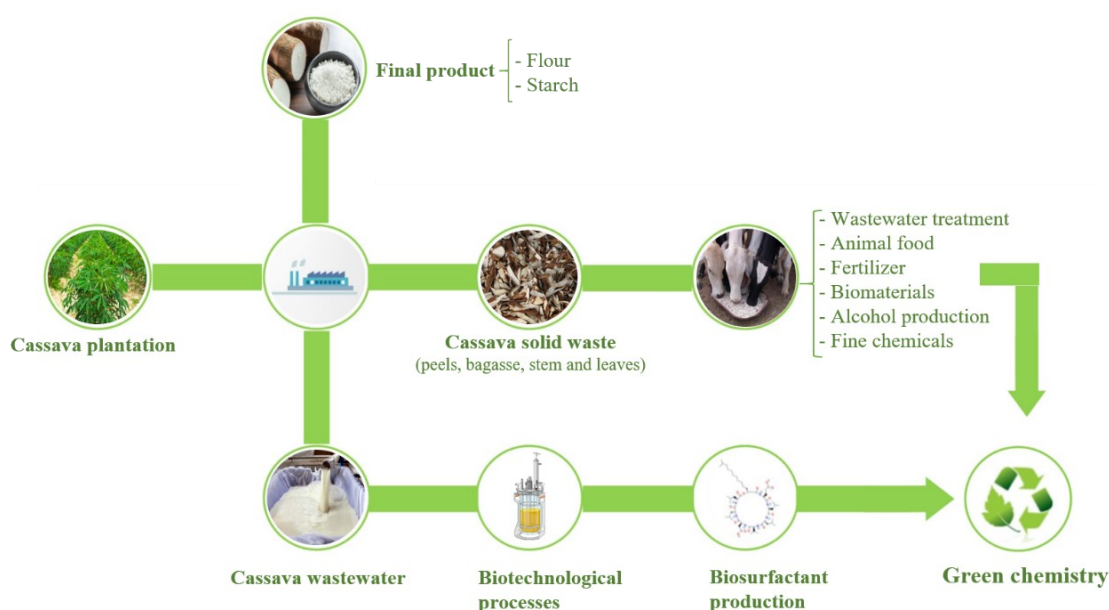 Final product
- Flour
- Starch
- Wastewater treatment
- Animal food
- Fertilizer
- Biomaterials
- Alcohol production
- Fine chemicals
Cassava plantation
Cassava solid waste
(peels, bagasse, stem and leaves)
Cassava wastewater
Biotechnological
processes
Biosurfactant
production
Green chemistry